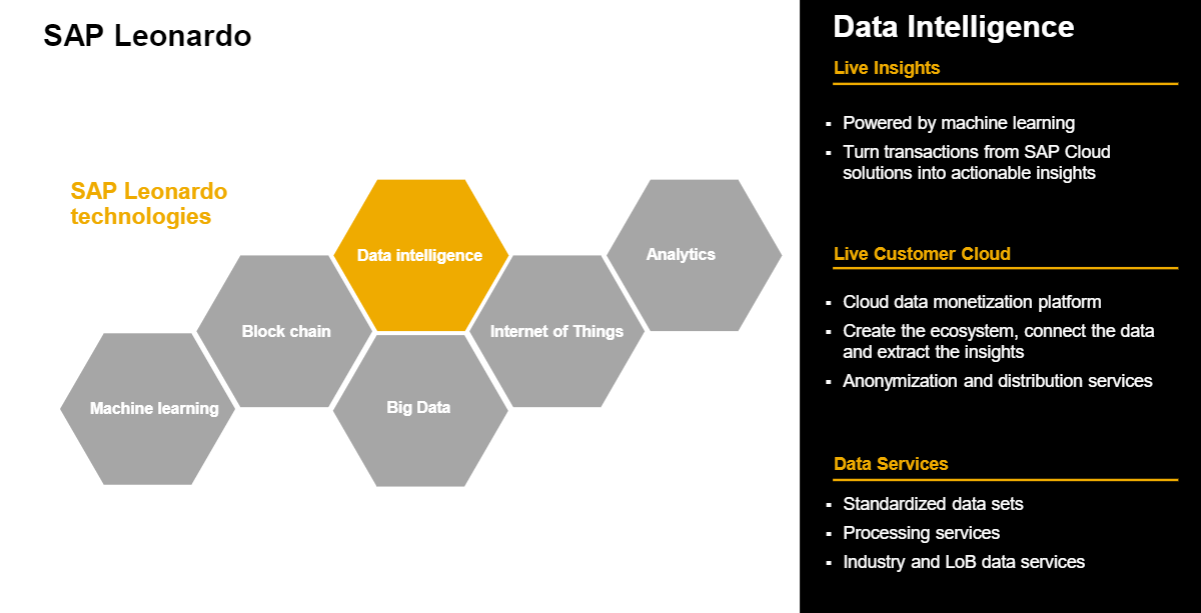 SAP Leonardo
SAP Leonardo
technologies
Data intelligence
Analytics
Block chain
Internet of Things
Machine learning
Big Data
Data Intelligence
Live Insights
▪ Powered by machine learning
▪ Turn transactions from SAP Cloud
solutions into actionable insights
Live Customer Cloud
▪ Cloud data monetization platform
▪ Create the ecosystem, connect the data
and extract the insights
▪ Anonymization and distribution services
Data Services
▪ Standardized data sets
▪ Processing services
▪ Industry and LoB data services